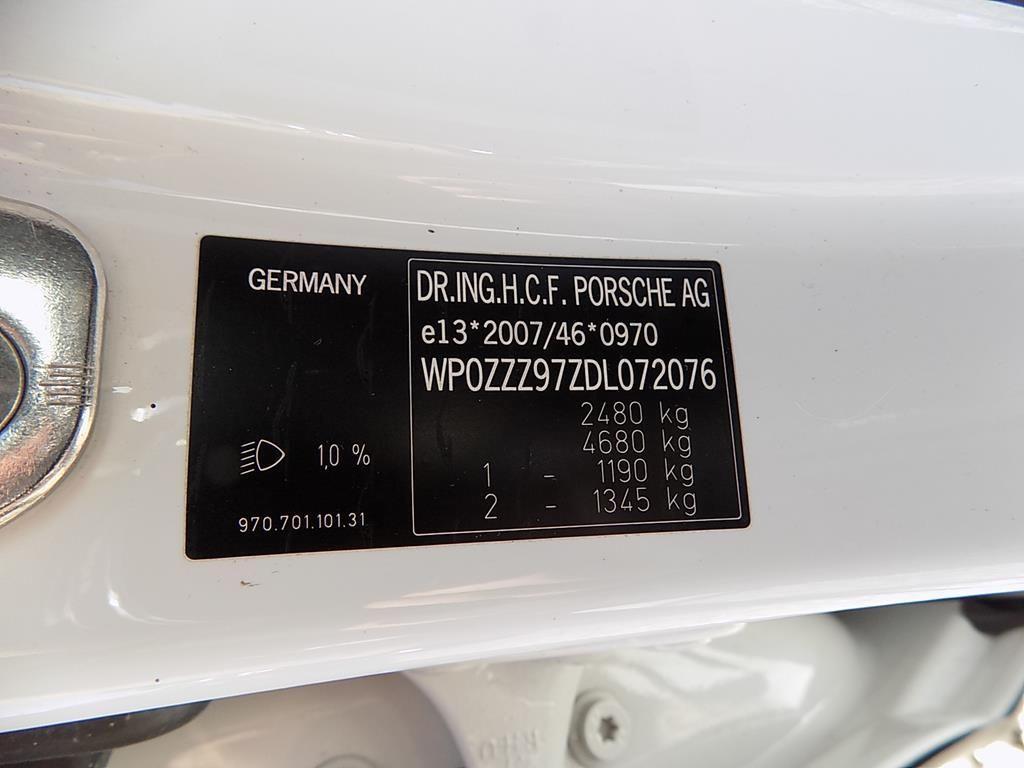 GERMANY
1,0 %
970.701.101.31
DR.ING.H.C.F. PORSCHE AG
e13*2007/46*0970
WP0ZZZ97ZDL072076
2480 kg
4680 kg
1 - 1190 kg
2 - 1345 kg